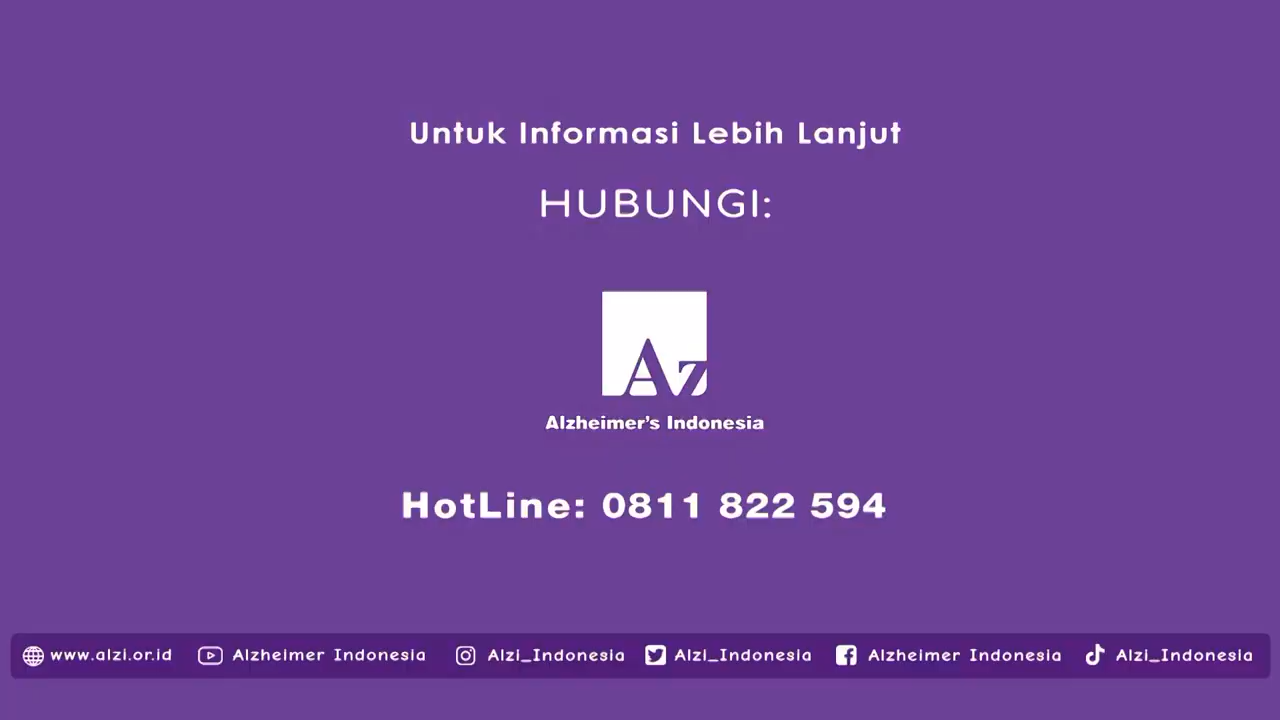 Untuk Informasi Lebih Lanjut
HUBUNGI:
Az
Alzheimer's Indonesia
HotLine: 0811 822 594
www.alzi.or.id Alzheimer Indonesia Alzi_Indonesia Alzi_Indonesia Alzheimer Indonesia Alzi_Indonesia